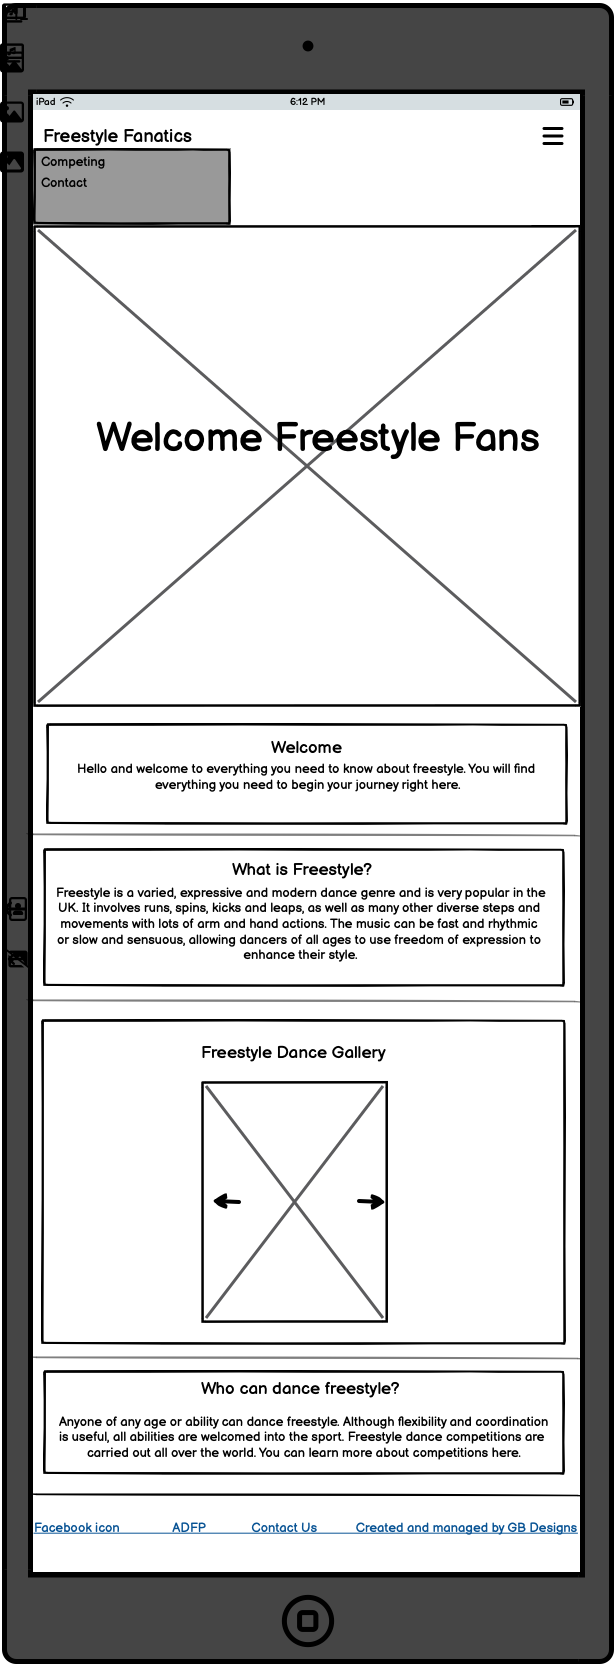 iPad
6:12 PM
Freestyle Fanatics
Competing
Contact
Welcome Freestyle Fans
Welcome
Hello and welcome to everything you need to know about freestyle. You will find
everything you need to begin your journey right here.
What is Freestyle?
Freestyle is a varied, expressive and modern dance genre and is very popular in the
UK. It involves runs, spins, kicks and leaps, as well as many other diverse steps and
movements with lots of arm and hand actions. The music can be fast and rhythmic
or slow and sensuous, allowing dancers of all ages to use freedom of expression to
enhance their style.
Freestyle Dance Gallery
Who can dance freestyle?
Anyone of any age or ability can dance freestyle. Although flexibility and coordination
is useful, all abilities are welcomed into the sport. Freestyle dance competitions are
carried out all over the world. You can learn more about competitions here.
Facebook icon ADFP Contact Us Created and managed by GB Designs